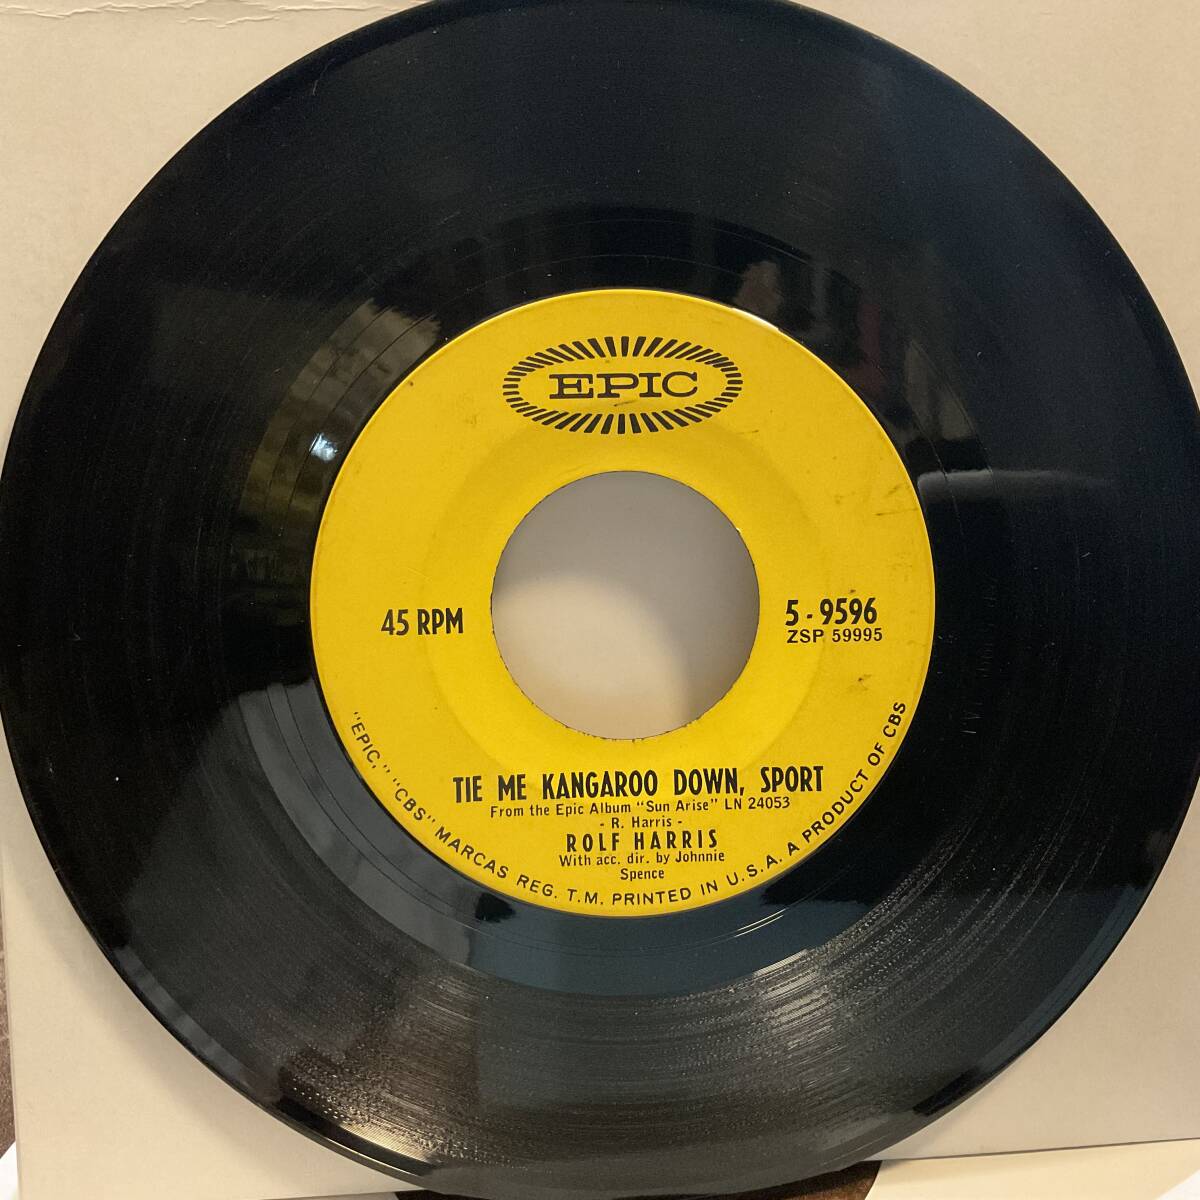 EPIC
45 RPM
5-9596
ZSP 59995
TIE ME KANGAROO DOWN, SPORT
From the Epic Album "Sun Arise" LN 24053
- R. Harris -
ROLF HARRIS
With acc. dir. by Johnnie
Spence
"EPIC," "CBS" MARCAS REG. T.M. PRINTED IN U.S.A. A PRODUCT OF CBS